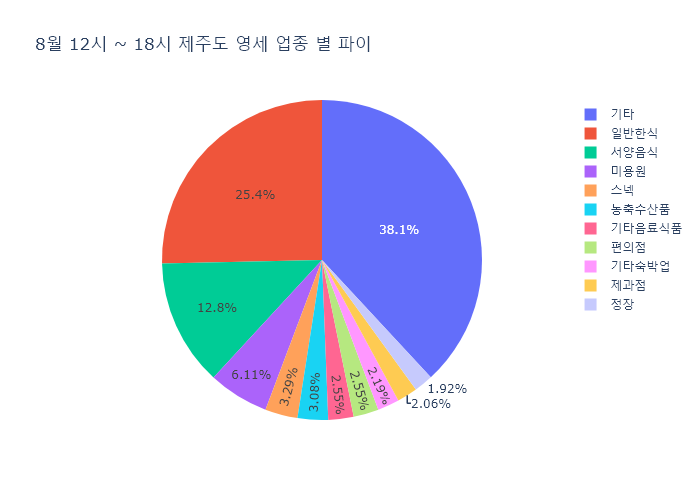 8월 12시 ~ 18시 제주도 영세 업종 별 파이
기타
일반한식
서양음식
미용원
스넥
농축수산품
기타음료식품
편의점
기타숙박업
제과점
정장
38.1%
25.4%
12.8%
6.11%
3.29%
3.08%
2.55%
2.55%
2.19%
2.06%
1.92%